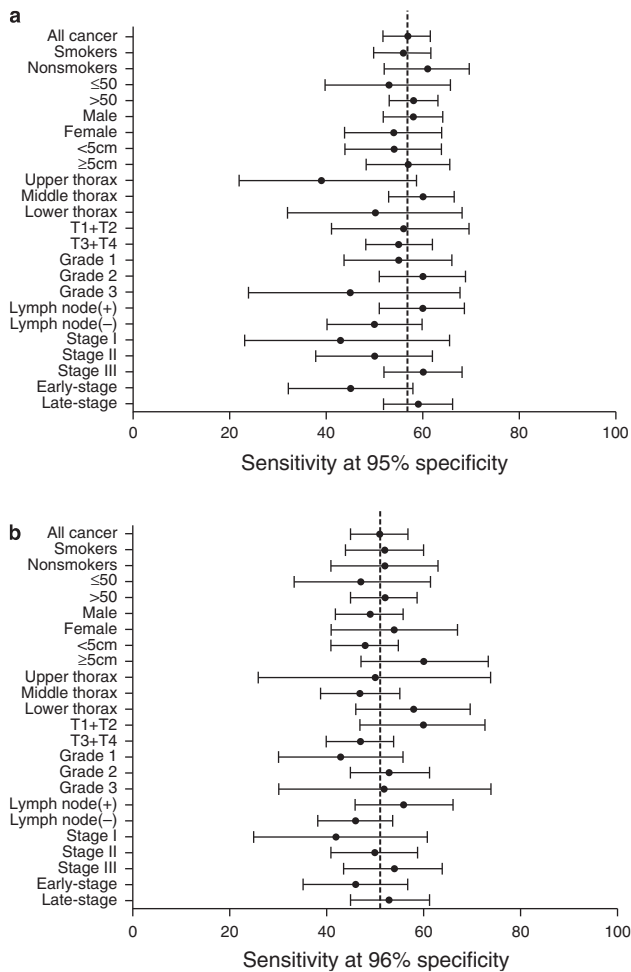 a
All cancer
Smokers
Nonsmokers
≤50
>50
Male
Female
<5cm
≥5cm
Upper thorax
Middle thorax
Lower thorax
T1+T2
T3+T4
Grade 1
Grade 2
Grade 3
Lymph node(+)
Lymph node(–)
Stage I
Stage II
Stage III
Early-stage
Late-stage
0 20 40 60 80 100
Sensitivity at 95% specificity
b
All cancer
Smokers
Nonsmokers
≤50
>50
Male
Female
<5cm
≥5cm
Upper thorax
Middle thorax
Lower thorax
T1+T2
T3+T4
Grade 1
Grade 2
Grade 3
Lymph node(+)
Lymph node(–)
Stage I
Stage II
Stage III
Early-stage
Late-stage
0 20 40 60 80 100
Sensitivity at 96% specificity